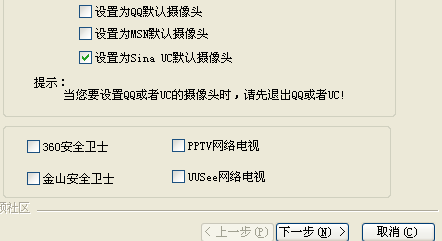 设置为QQ默认摄像头
设置为MSN默认摄像头
设置为Sina UC默认摄像头
提示：
当您要设置QQ或者UC的摄像头时，请先退出QQ或者UC!
360安全卫士
PPTV网络电视
金山安全卫士
UUSee网络电视
频社区
< 上一步(P)
下一步(N) >
取消(C)